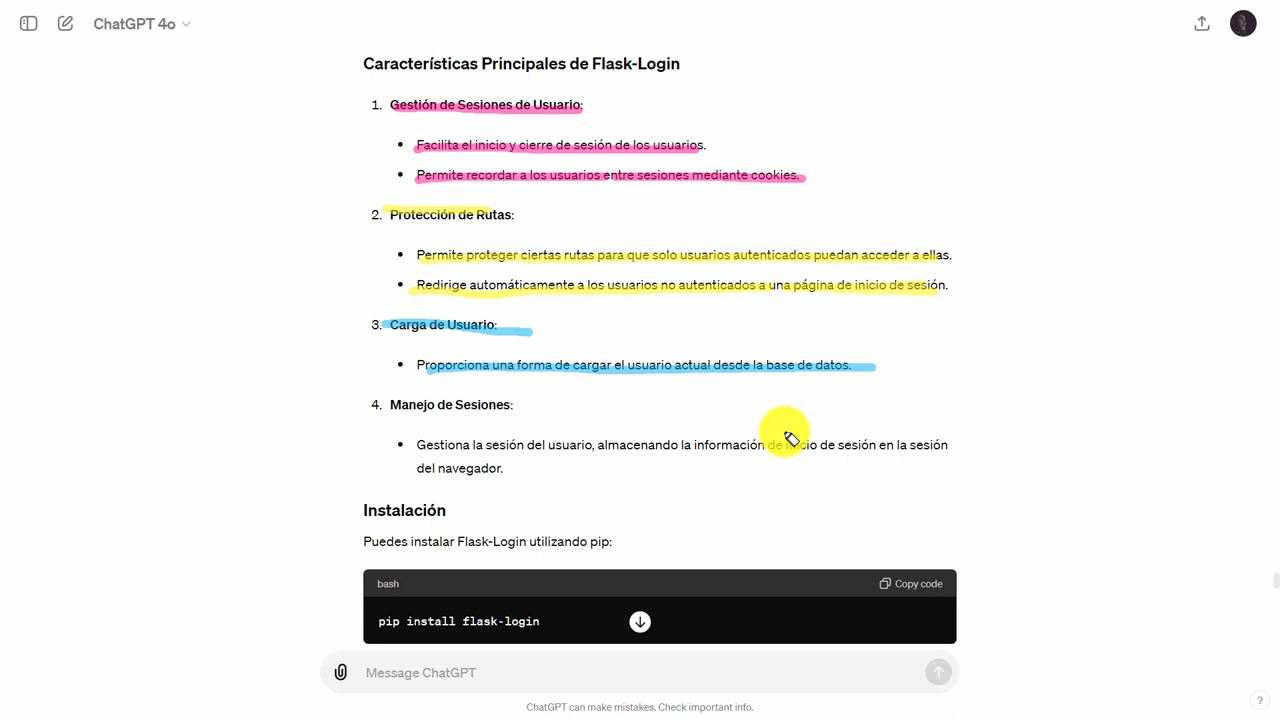 ChatGPT 4o
Características Principales de Flask-Login
1. Gestión de Sesiones de Usuario:
• Facilita el inicio y cierre de sesión de los usuarios.
• Permite recordar a los usuarios entre sesiones mediante cookies.
2. Protección de Rutas:
• Permite proteger ciertas rutas para que solo usuarios autenticados puedan acceder a ellas.
• Redirige automáticamente a los usuarios no autenticados a una página de inicio de sesión.
3. Carga de Usuario:
• Proporciona una forma de cargar el usuario actual desde la base de datos.
4. Manejo de Sesiones:
• Gestiona la sesión del usuario, almacenando la información de inicio de sesión en la sesión
del navegador.
Instalación
Puedes instalar Flask-Login utilizando pip:
bash Copy code
pip install flask-login
Message ChatGPT
ChatGPT can make mistakes. Check important info.
?